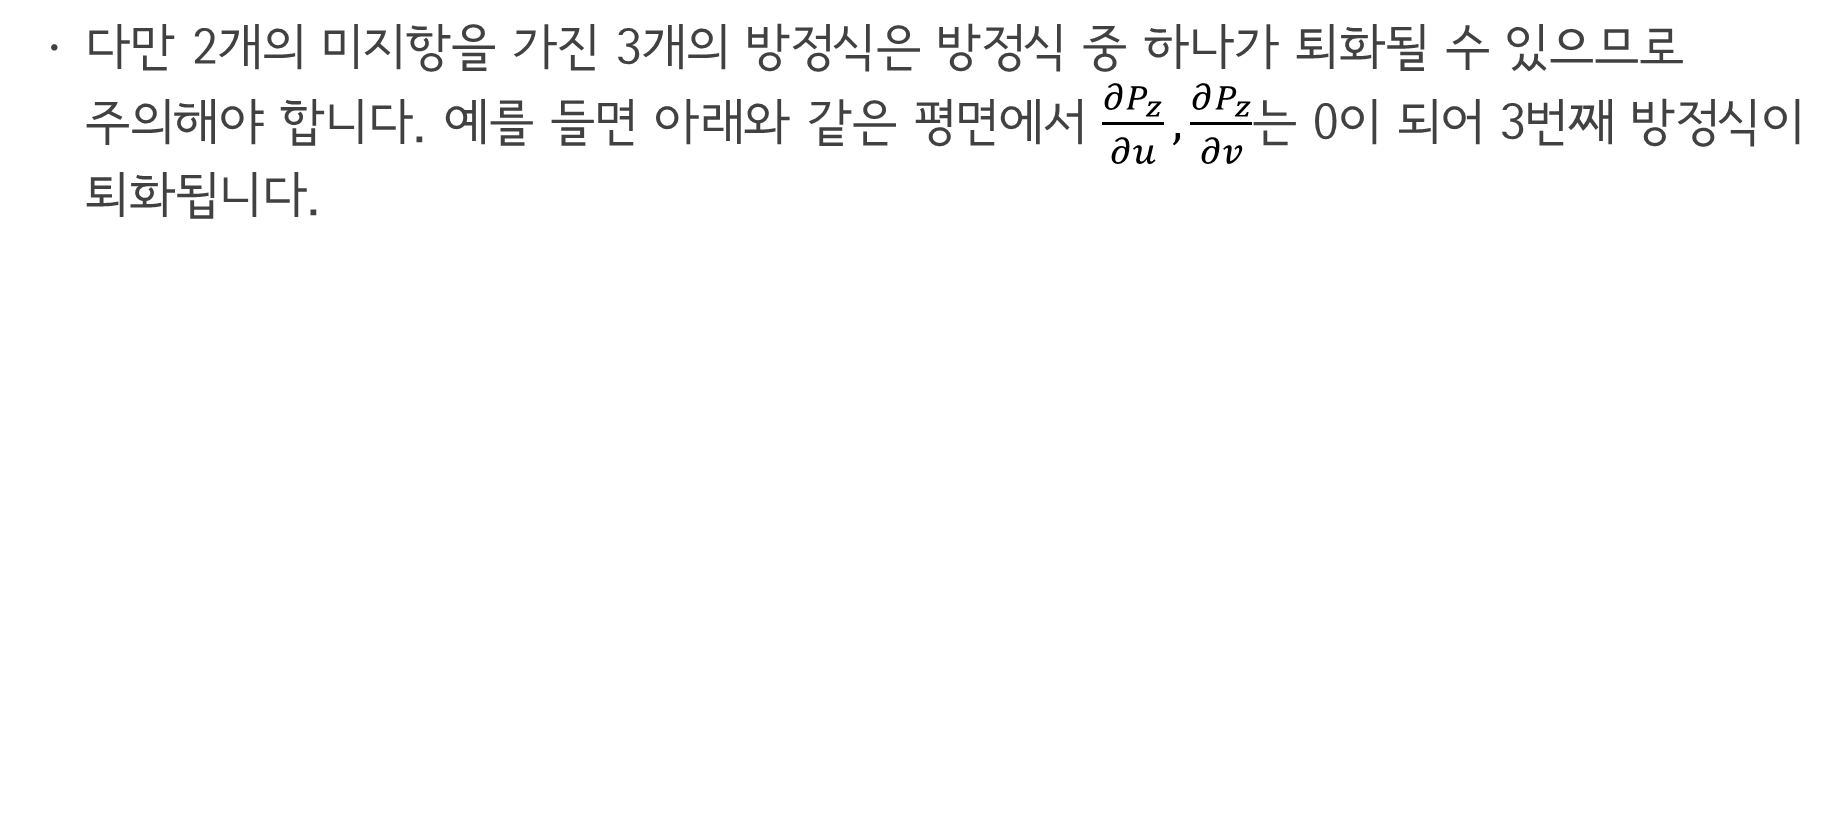 · 다만 2개의 미지항을 가진 3개의 방정식은 방정식 중 하나가 퇴화될 수 있으므로
주의해야 합니다. 예를 들면 아래와 같은 평면에서 ∂P_z/∂u, ∂P_z/∂v는 0이 되어 3번째 방정식이
퇴화됩니다.